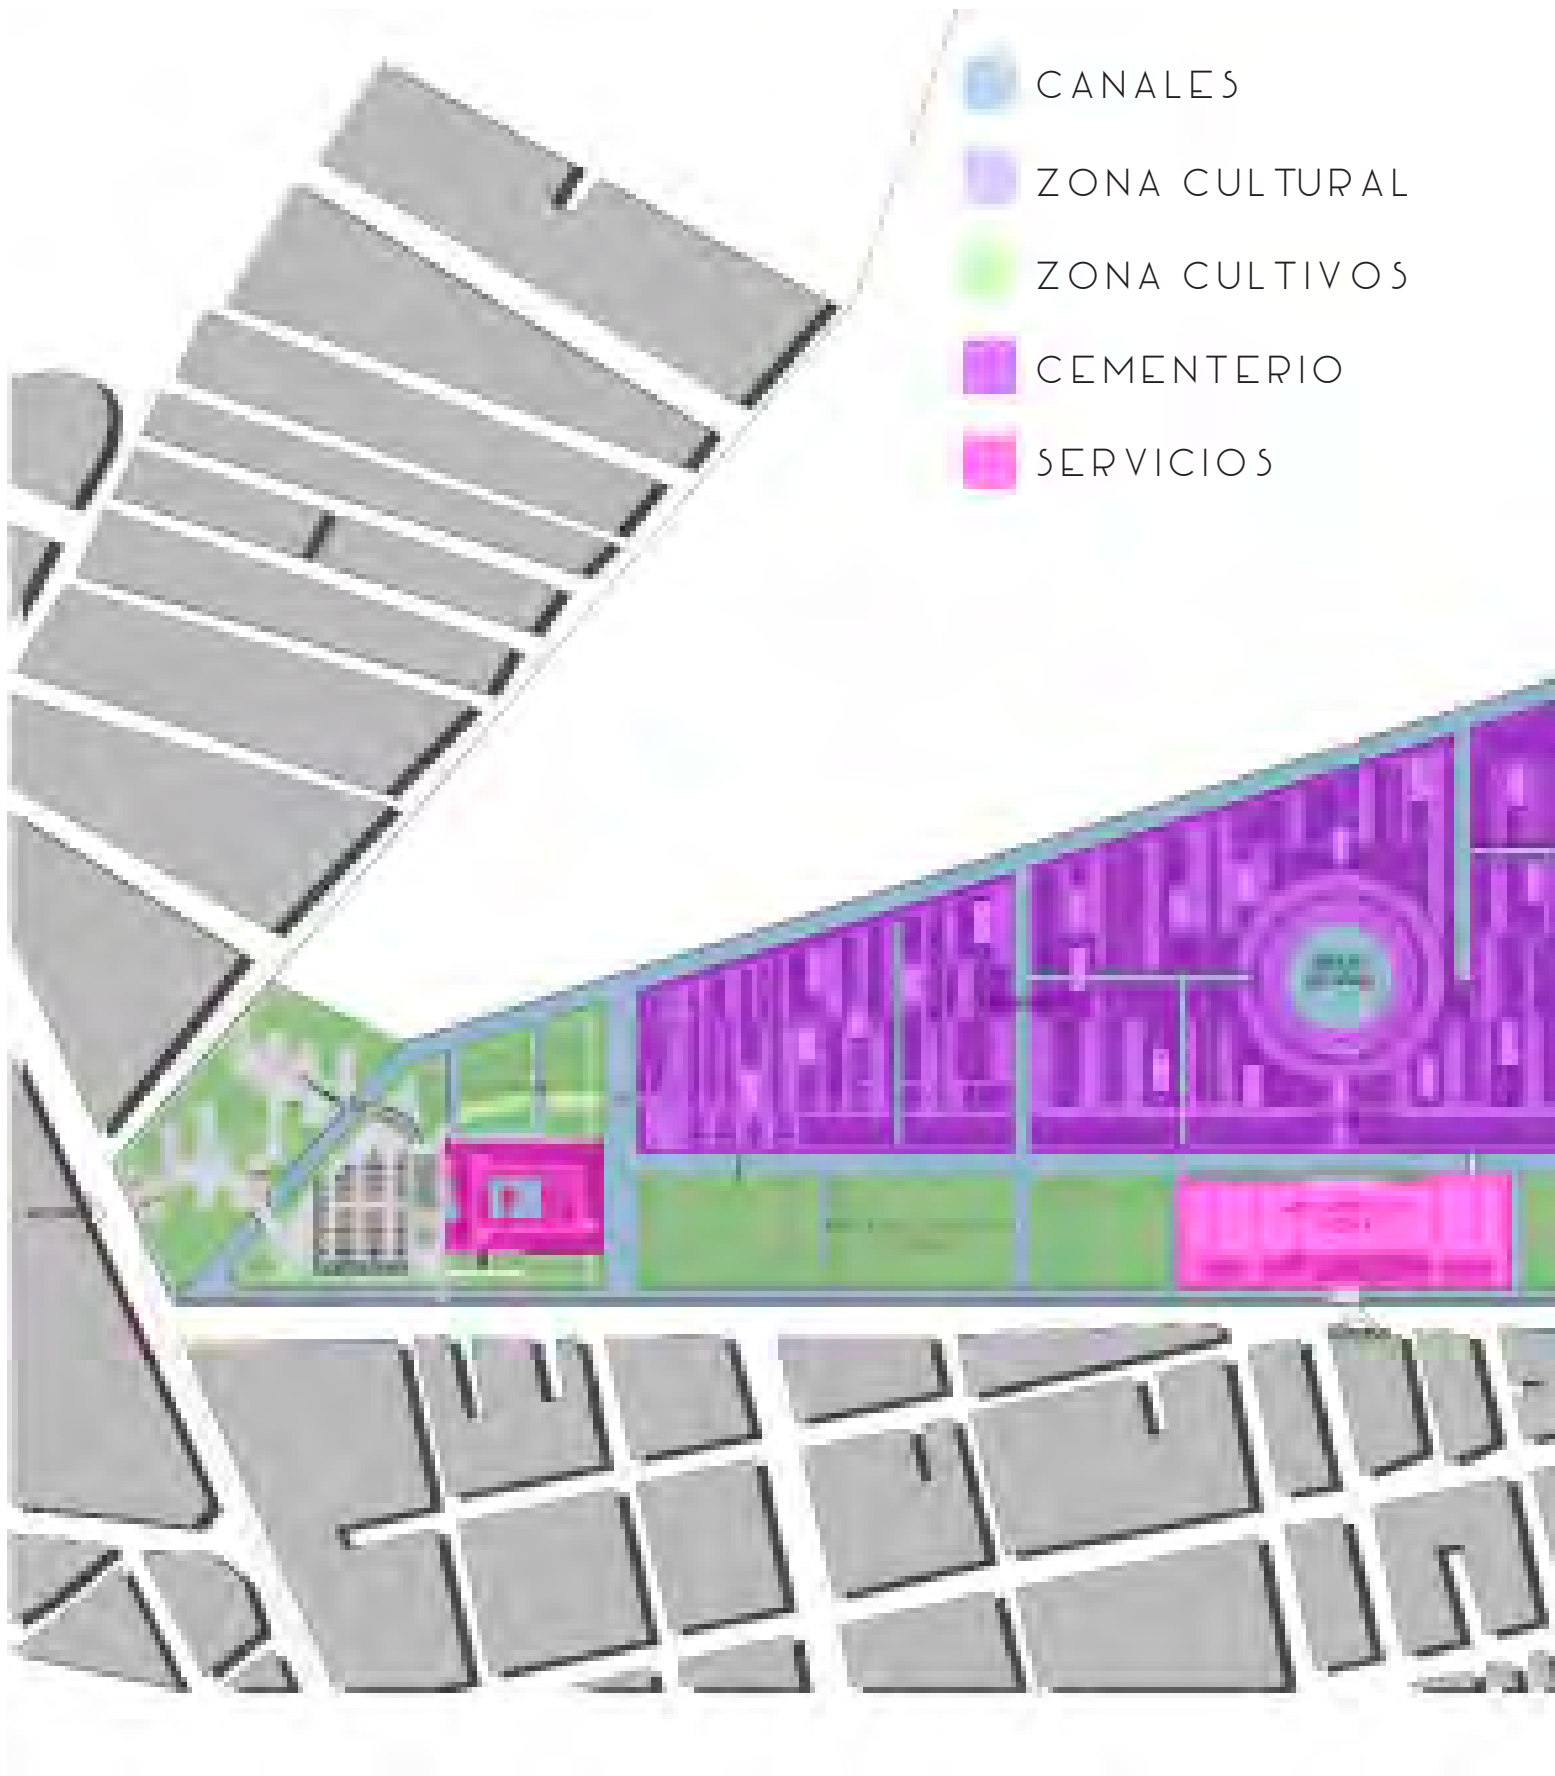 CANALES
ZONA CULTURAL
ZONA CULTIVOS
CEMENTERIO
SERVICIOS